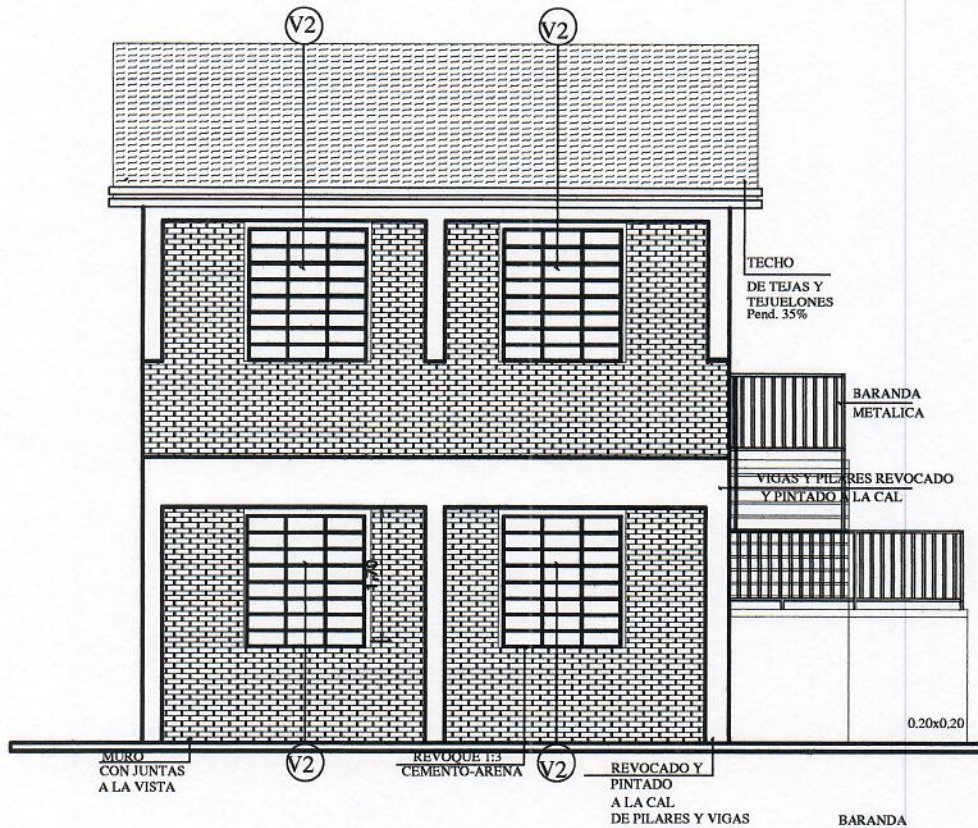 V2
V2
TECHO
DE TEJAS Y
TEJUELONES
Pend. 35%
BARANDA
METALICA
VIGAS Y PILARES REVOCADO
Y PINTADO A LA CAL
0.20x0,20
MURO
CON JUNTAS
A LA VISTA
V2
REVOQUE 1:3
CEMENTO-ARENA
V2
REVOCADO Y
PINTADO
A LA CAL
DE PILARES Y VIGAS
BARANDA